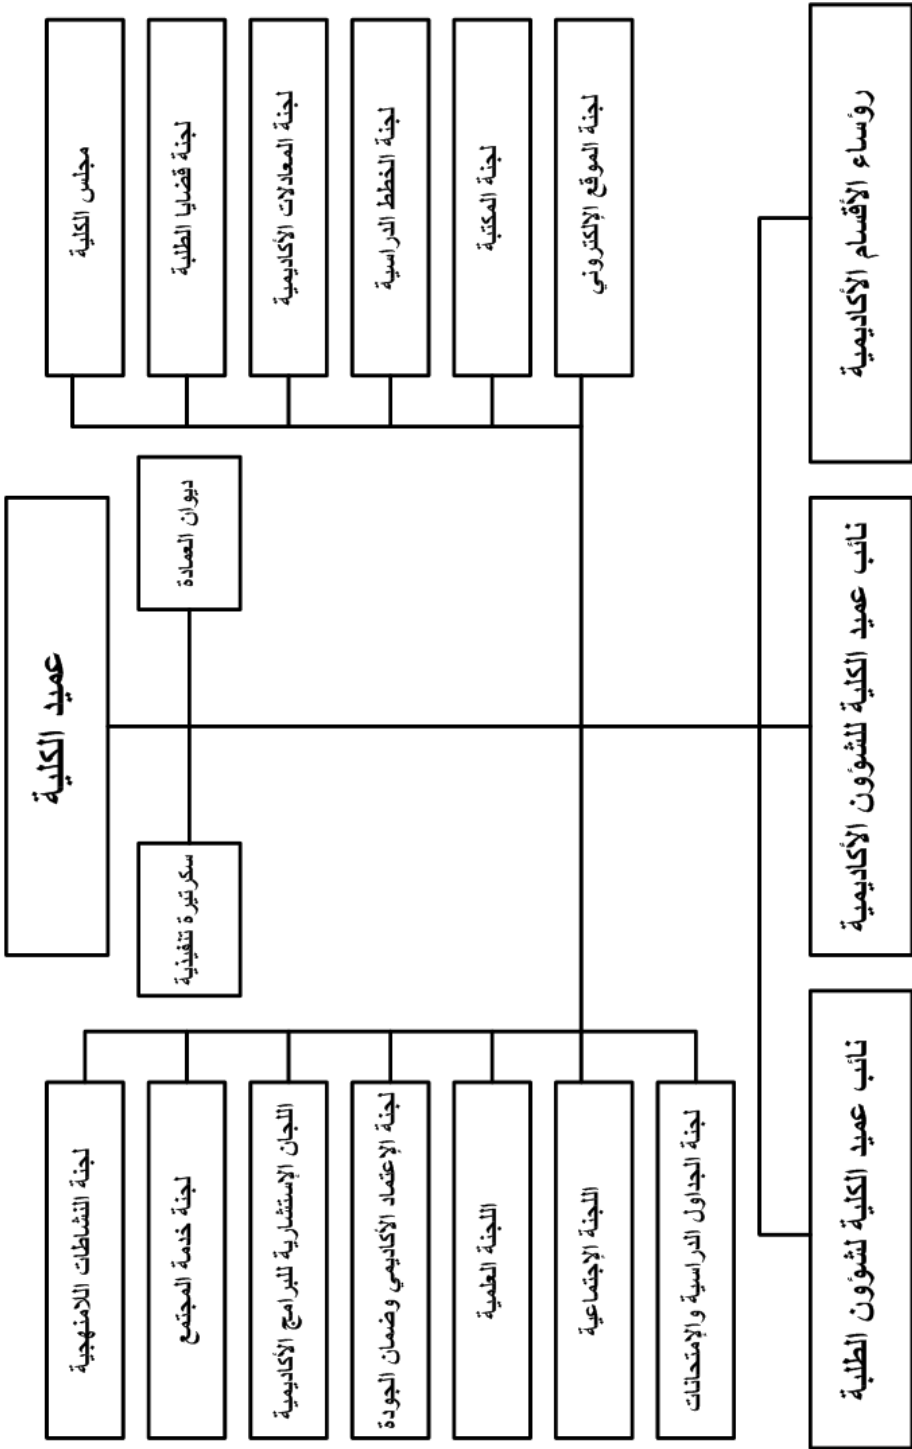 عميد الكلية
ديوان العمادة
سكرتيرة تنفيذية
مجلس الكلية
لجنة قضايا الطلبة
لجنة المعادلات الأكاديمية
لجنة الخطط الدراسية
لجنة المكتبة
لجنة الموقع الإلكتروني
لجنة النشاطات اللامنهجية
لجنة خدمة المجتمع
اللجان الإستشارية للبرامج الأكاديمية
لجنة الإعتماد الأكاديمي وضمان الجودة
اللجنة العلمية
اللجنة الإجتماعية
لجنة الجداول الدراسية والإمتحانات
رؤساء الأقسام الأكاديمية
نائب عميد الكلية للشؤون الأكاديمية
نائب عميد الكلية لشؤون الطلبة